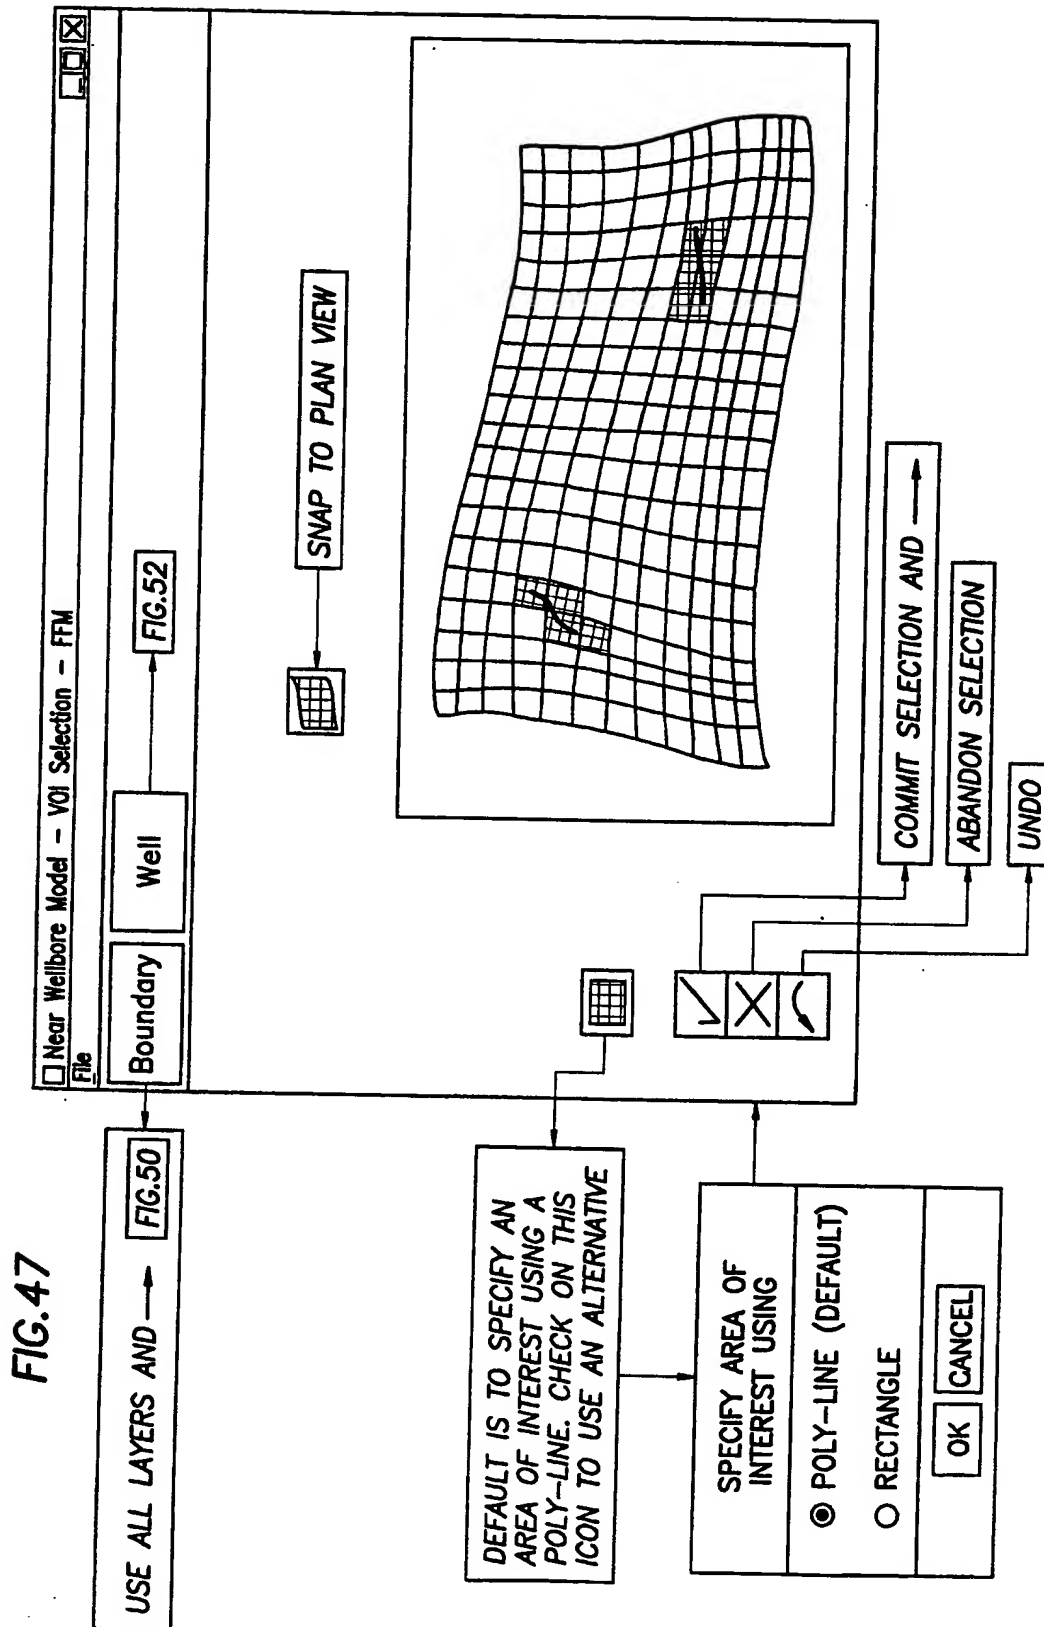 FIG.47
Near Wellbore Model – VOI Selection – FFM
File
Boundary
Well
FIG.52
USE ALL LAYERS AND
FIG.50
SNAP TO PLAN VIEW
DEFAULT IS TO SPECIFY AN
AREA OF INTEREST USING A
POLY–LINE. CHECK ON THIS
ICON TO USE AN ALTERNATIVE
SPECIFY AREA OF
INTEREST USING
POLY–LINE (DEFAULT)
RECTANGLE
OK
CANCEL
COMMIT SELECTION AND
ABANDON SELECTION
UNDO